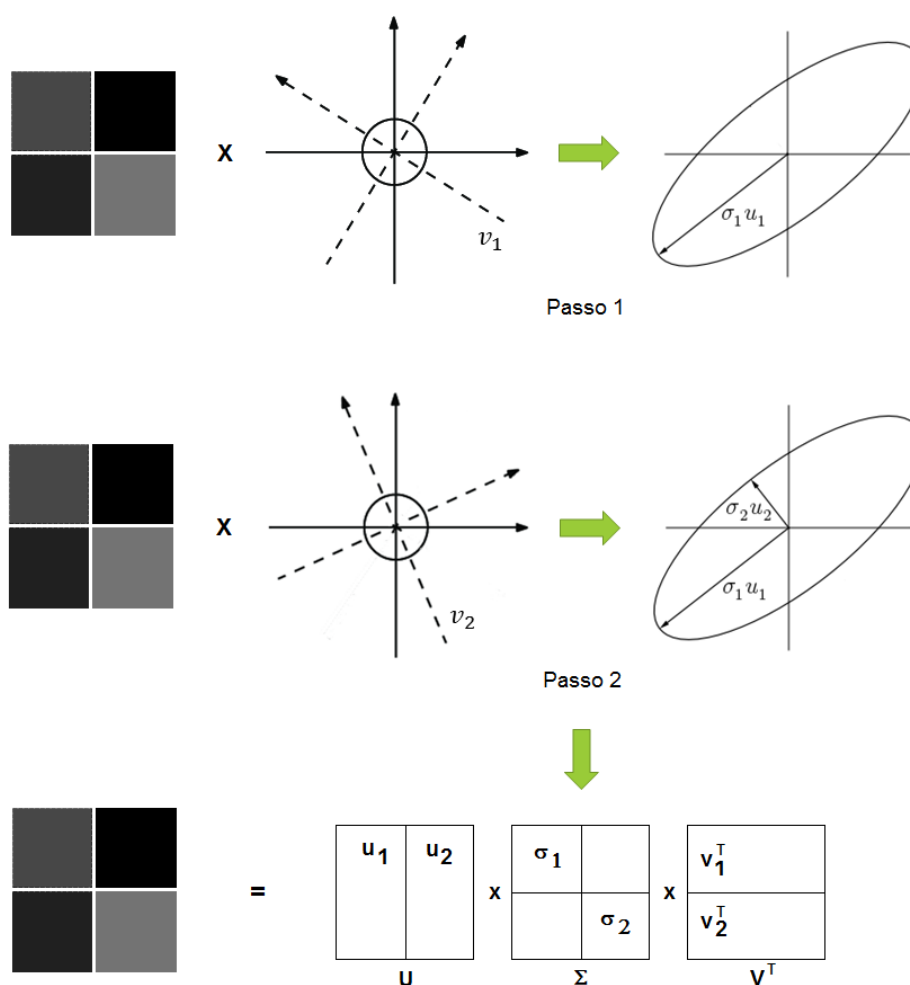 X
v₁
σ₁u₁
Passo 1
X
v₂
σ₂u₂
σ₁u₁
Passo 2
= u₁ u₂ x σ₁ x v₁ᵀ
σ₂ v₂ᵀ
U Σ Vᵀ